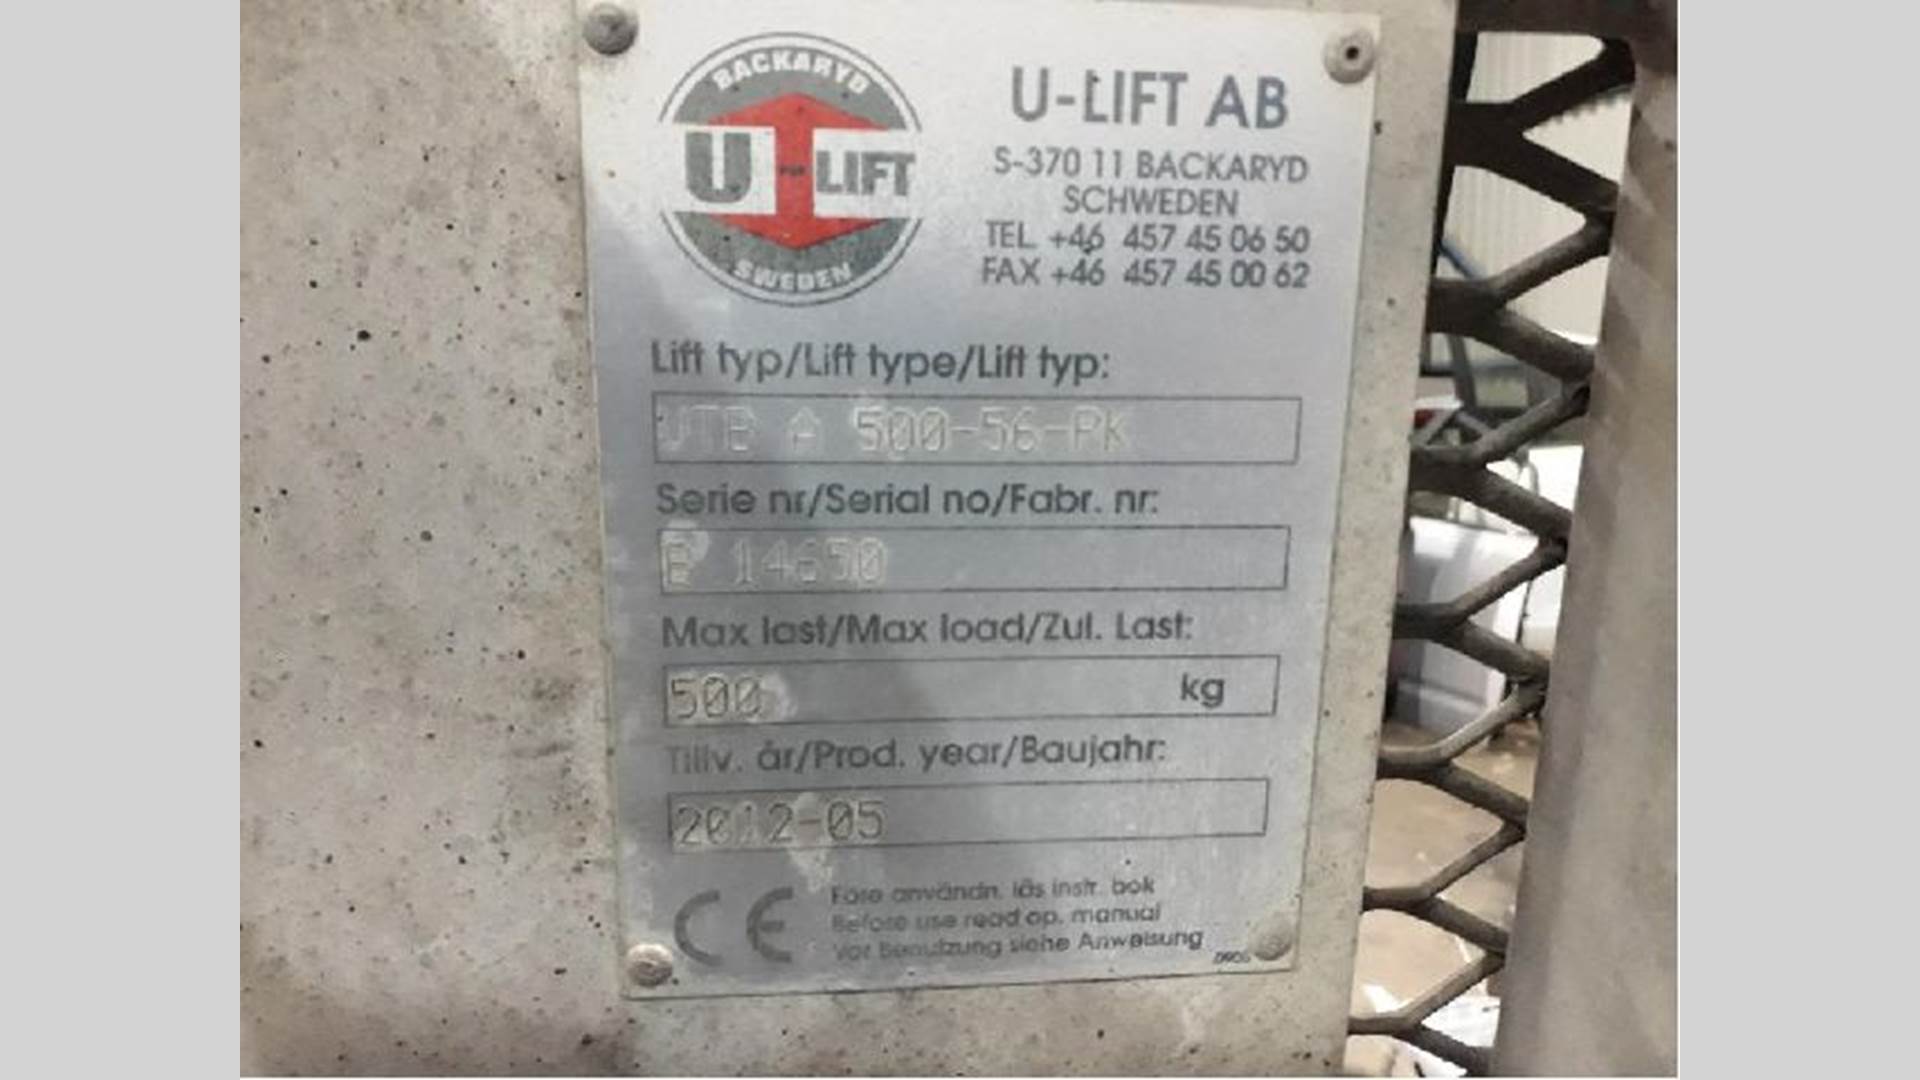 BACKARYD
U-LIFT
SWEDEN
U-LIFT AB
S-370 11 BACKARYD
SCHWEDEN
TEL +46 457 45 06 50
FAX +46 457 45 00 62
Lift typ/Lift type/Lift typ:
VTB A 500-56-PK
Serie nr/Serial no/Fabr. nr:
B 14650
Max last/Max load/Zul. Last:
500 kg
Tillv. år/Prod. year/Baujahr:
2012-05
CE
Före användn. läs instr. bok
Before use read op. manual
Vor Benutzung siehe Anweisung